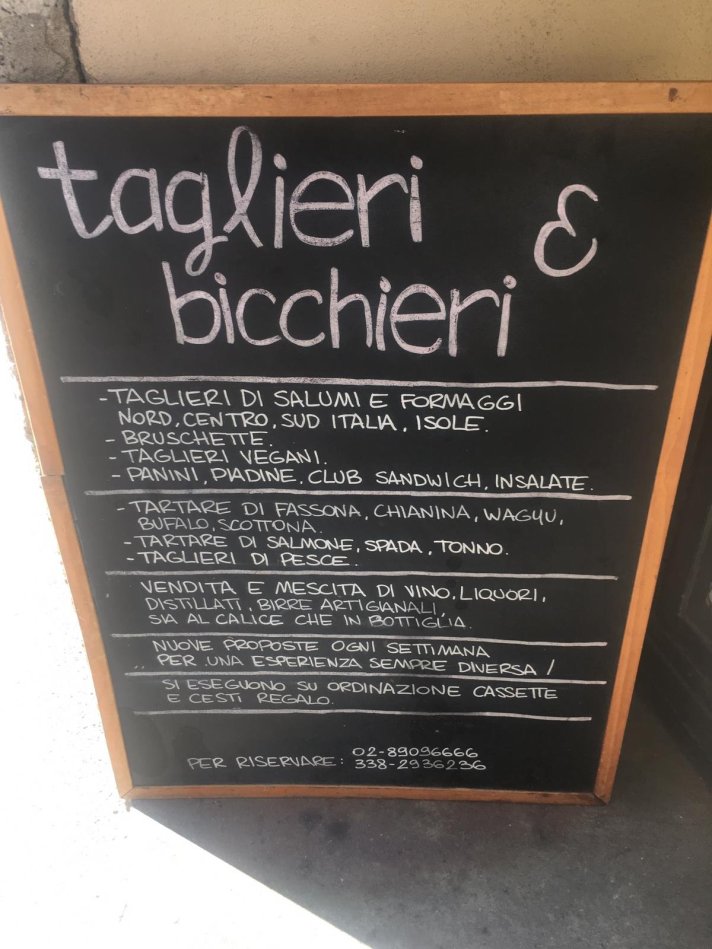 taglieri &
bicchieri
-TAGLIERI DI SALUMI E FORMAGGI
NORD, CENTRO, SUD ITALIA, ISOLE.
- BRUSCHETTE.
- TAGLIERI VEGANI.
- PANINI, PIADINE, CLUB SANDWICH, INSALATE.
- TARTARE DI FASSONA, CHIANINA, WAGYU,
BUFALO, SCOTTONA.
- TARTARE DI SALMONE, SPADA, TONNO.
- TAGLIERI DI PESCE.
VENDITA E MESCITA DI VINO, LIQUORI,
DISTILLATI, BIRRE ARTIGIANALI,
SIA AL CALICE CHE IN BOTTIGLIA.
NUOVE PROPOSTE OGNI SETTIMANA
.. PER UNA ESPERIENZA SEMPRE DIVERSA /
SI ESEGUONO SU ORDINAZIONE CASSETTE
E CESTI REGALO.
02-89096666
PER RISERVARE: 338-2936236